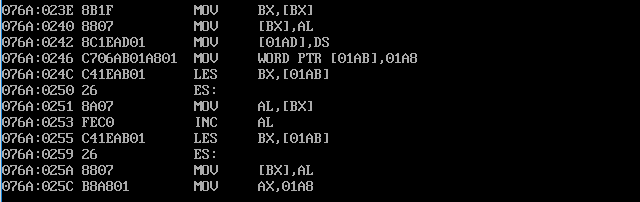 076A:023E 8B1F MOV BX,[BX]
076A:0240 8807 MOV [BX],AL
076A:0242 8C1EAD01 MOV [01AD],DS
076A:0246 C706AB01A801 MOV WORD PTR [01AB],01A8
076A:024C C41EAB01 LES BX,[01AB]
076A:0250 26 ES:
076A:0251 8A07 MOV AL,[BX]
076A:0253 FEC0 INC AL
076A:0255 C41EAB01 LES BX,[01AB]
076A:0259 26 ES:
076A:025A 8807 MOV [BX],AL
076A:025C B8A801 MOV AX,01A8